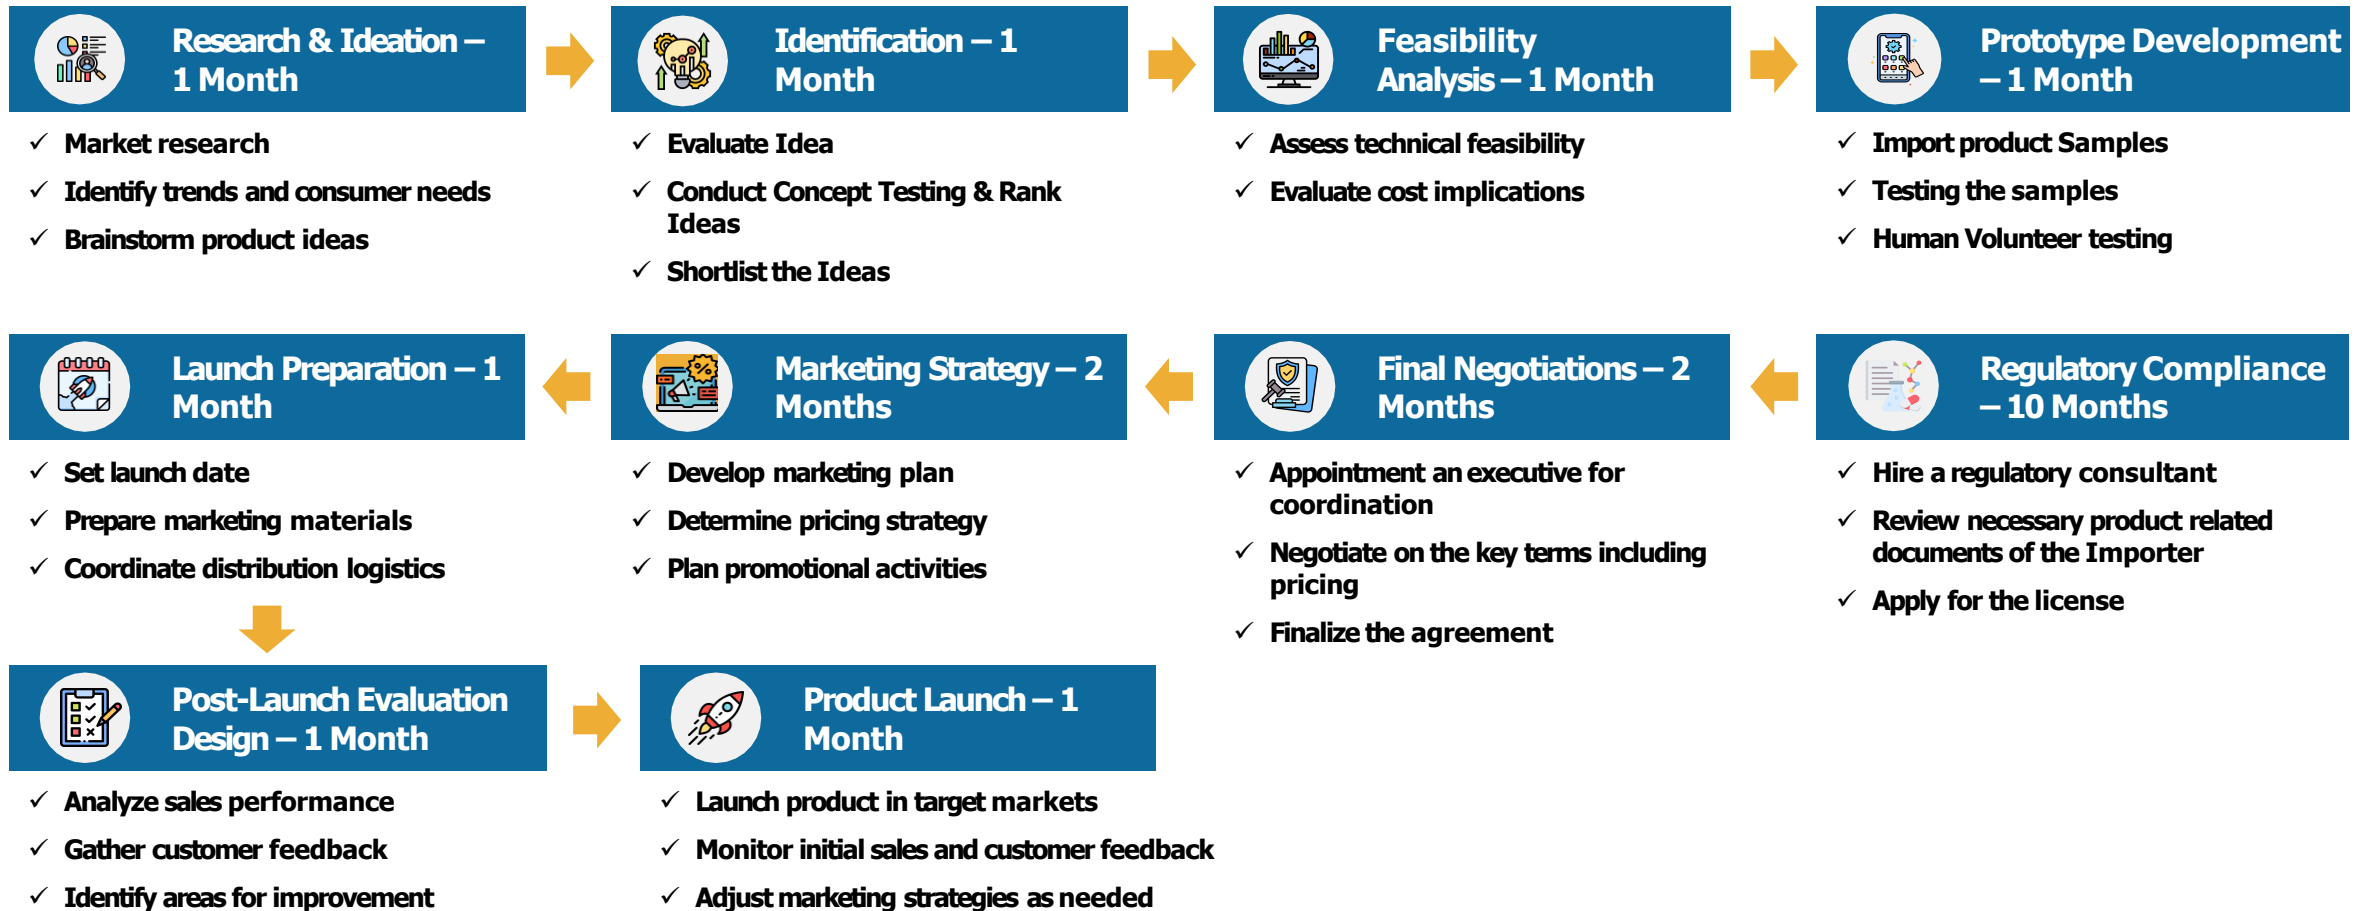 Research & Ideation –
1 Month
✓ Market research
✓ Identify trends and consumer needs
✓ Brainstorm product ideas
Identification – 1
Month
✓ Evaluate Idea
✓ Conduct Concept Testing & Rank
Ideas
✓ Shortlist the Ideas
Feasibility
Analysis – 1 Month
✓ Assess technical feasibility
✓ Evaluate cost implications
Prototype Development
– 1 Month
✓ Import product Samples
✓ Testing the samples
✓ Human Volunteer testing
Regulatory Compliance
– 10 Months
✓ Hire a regulatory consultant
✓ Review necessary product related
documents of the Importer
✓ Apply for the license
Final Negotiations – 2
Months
✓ Appointment an executive for
coordination
✓ Negotiate on the key terms including
pricing
✓ Finalize the agreement
Marketing Strategy – 2
Months
✓ Develop marketing plan
✓ Determine pricing strategy
✓ Plan promotional activities
Launch Preparation – 1
Month
✓ Set launch date
✓ Prepare marketing materials
✓ Coordinate distribution logistics
Post-Launch Evaluation
Design – 1 Month
✓ Analyze sales performance
✓ Gather customer feedback
✓ Identify areas for improvement
Product Launch – 1
Month
✓ Launch product in target markets
✓ Monitor initial sales and customer feedback
✓ Adjust marketing strategies as needed